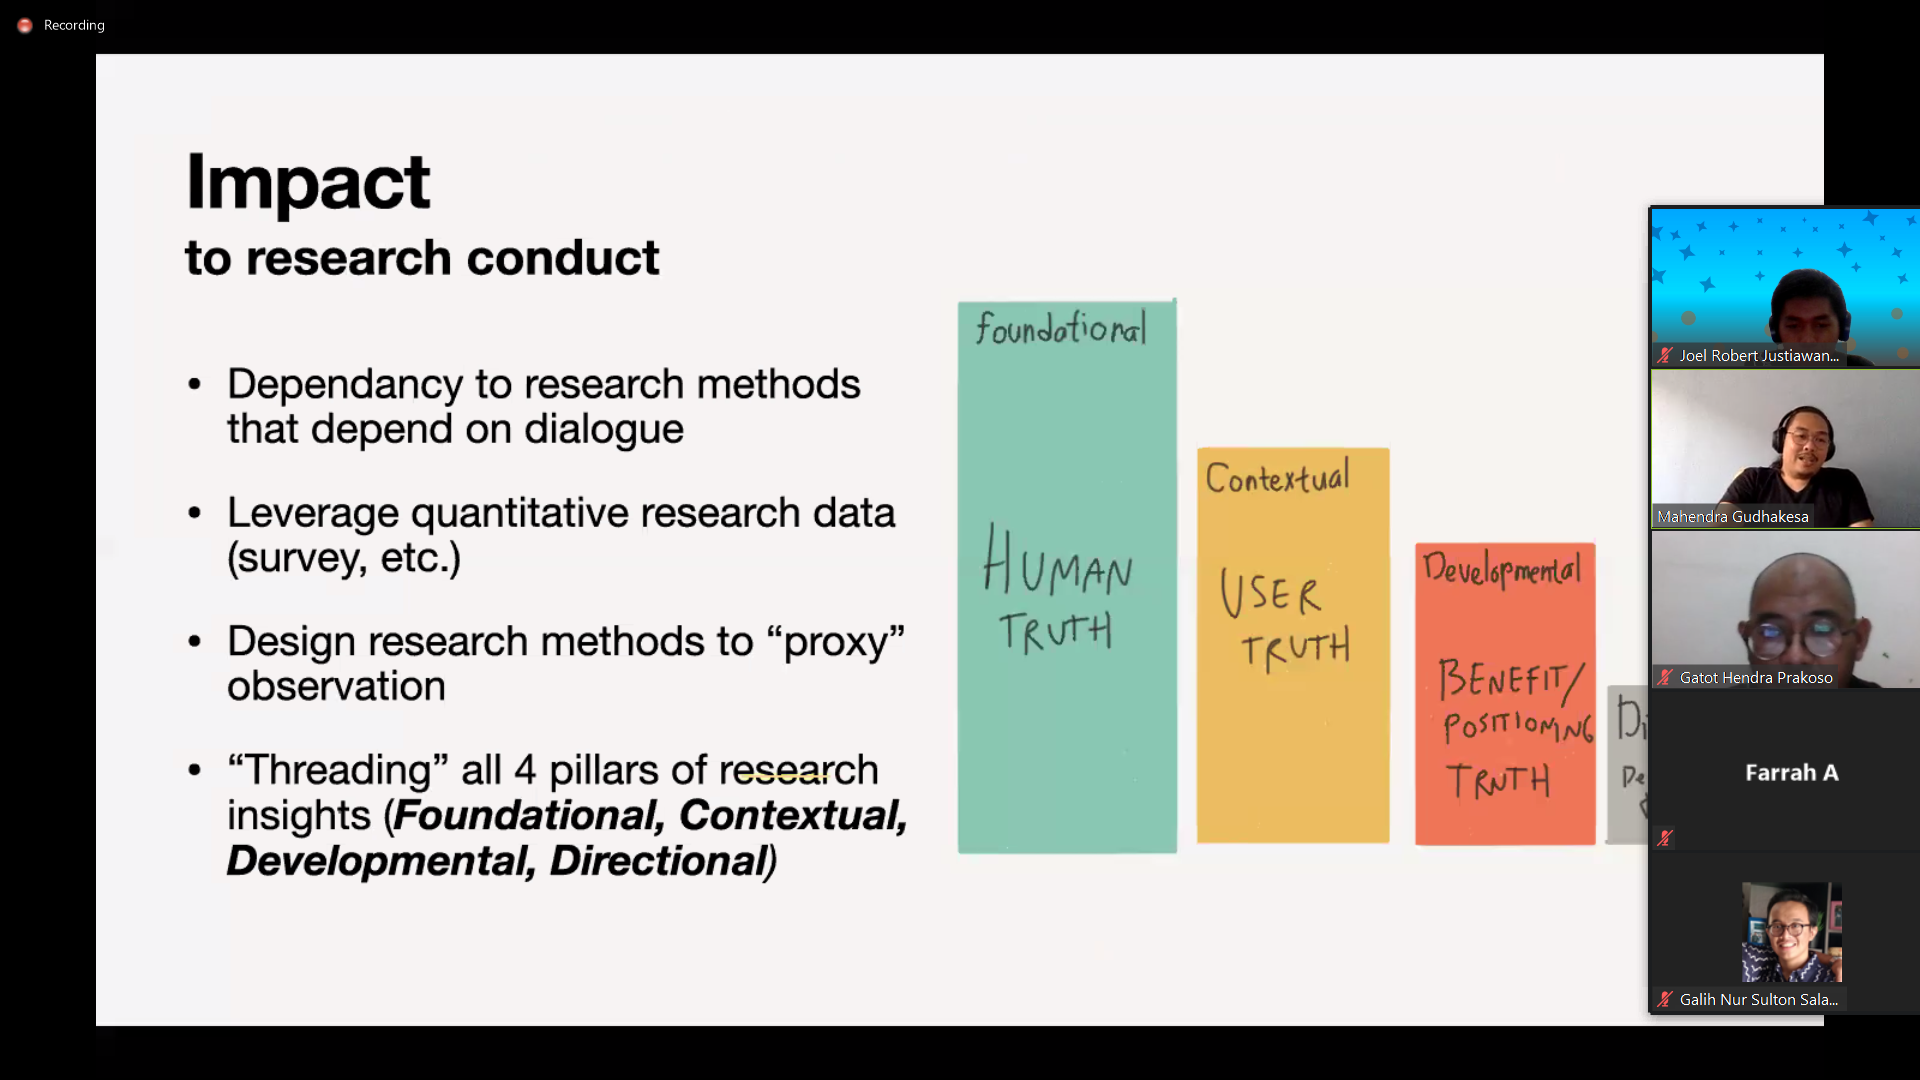 Recording
Impact
to research conduct
• Dependancy to research methods
that depend on dialogue
• Leverage quantitative research data
(survey, etc.)
• Design research methods to “proxy”
observation
• “Threading” all 4 pillars of research
insights (Foundational, Contextual,
Developmental, Directional)
foundational
HUMAN
TRUTH
Contextual
USER
TRUTH
Developmental
BENEFIT/
POSITIONING
TRUTH
Di
De
Joel Robert Justiawan...
Mahendra Gudhakesa
Gatot Hendra Prakoso
Farrah A
Galih Nur Sulton Sala...